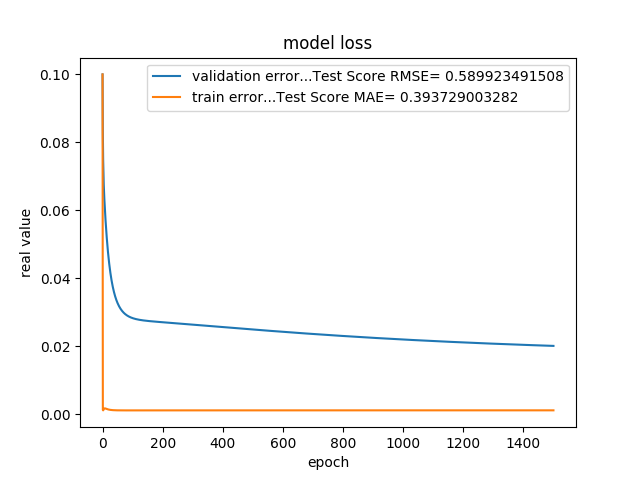 model loss
validation error...Test Score RMSE= 0.589923491508
train error...Test Score MAE= 0.393729003282
0.10
0.08
0.06
0.04
0.02
0.00
real value
0 200 400 600 800 1000 1200 1400
epoch